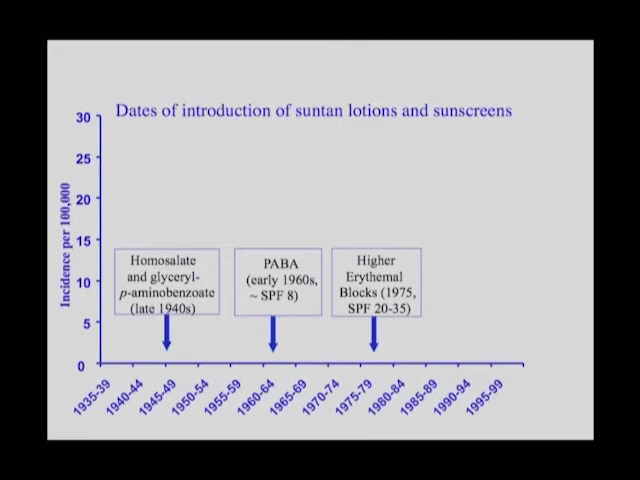 Dates of introduction of suntan lotions and sunscreens
Incidence per 100,000
30
25
20
15
10
5
0
Homosalate
and glyceryl-
p-aminobenzoate
(late 1940s)
PABA
(early 1960s,
~ SPF 8)
Higher
Erythemal
Blocks (1975,
SPF 20-35)
1935-39
1940-44
1945-49
1950-54
1955-59
1960-64
1965-69
1970-74
1975-79
1980-84
1985-89
1990-94
1995-99